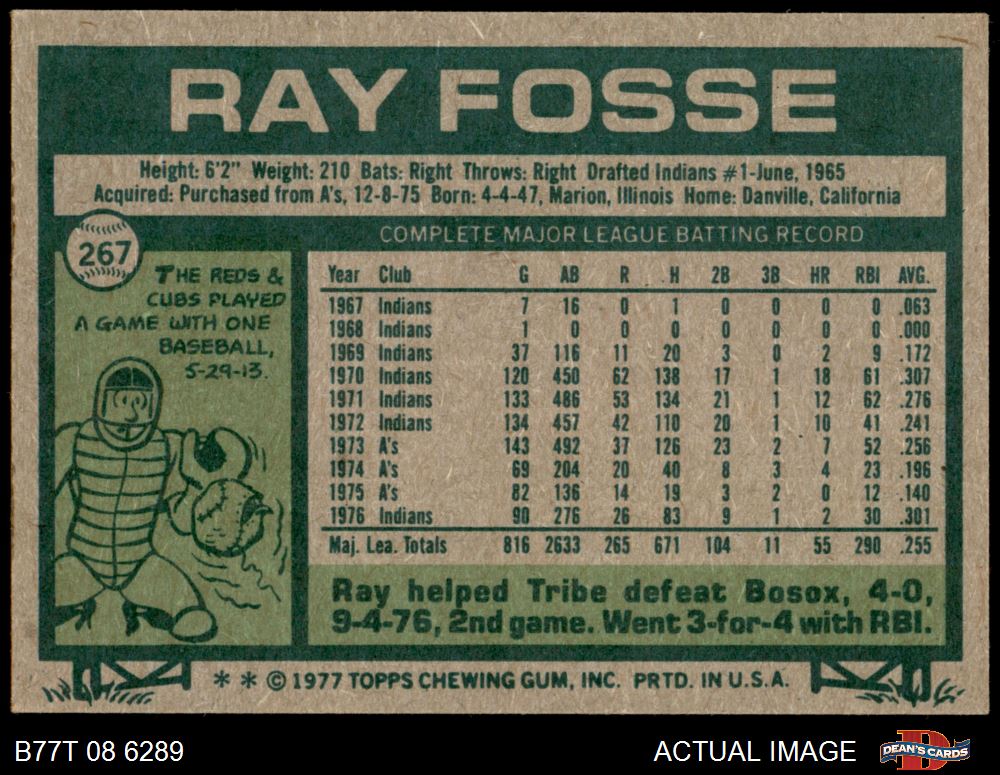 RAY FOSSE
Height: 6'2" Weight: 210 Bats: Right Throws: Right Drafted Indians #1-June, 1965
Acquired: Purchased from A's, 12-8-75 Born: 4-4-47, Marion, Illinois Home: Danville, California
267
THE REDS &
CUBS PLAYED
A GAME WITH ONE
BASEBALL,
5-29-13.
COMPLETE MAJOR LEAGUE BATTING RECORD
Year Club G AB R H 2B 3B HR RBI AVG.
1967 Indians 7 16 0 1 0 0 0 0 .063
1968 Indians 1 0 0 0 0 0 0 0 .000
1969 Indians 37 116 11 20 3 0 2 9 .172
1970 Indians 120 450 62 138 17 1 18 61 .307
1971 Indians 133 486 53 134 21 1 12 62 .276
1972 Indians 134 457 42 110 20 1 10 41 .241
1973 A's 143 492 37 126 23 2 7 52 .256
1974 A's 69 204 20 40 8 3 4 23 .196
1975 A's 82 136 14 19 3 2 0 12 .140
1976 Indians 90 276 26 83 9 1 2 30 .301
Maj. Lea. Totals 816 2633 265 671 104 11 55 290 .255
Ray helped Tribe defeat Bosox, 4-0,
9-4-76, 2nd game. Went 3-for-4 with RBI.
** © 1977 TOPPS CHEWING GUM, INC. PRTD. IN U.S.A.
B77T 08 6289
ACTUAL IMAGE
DEAN'S CARDS